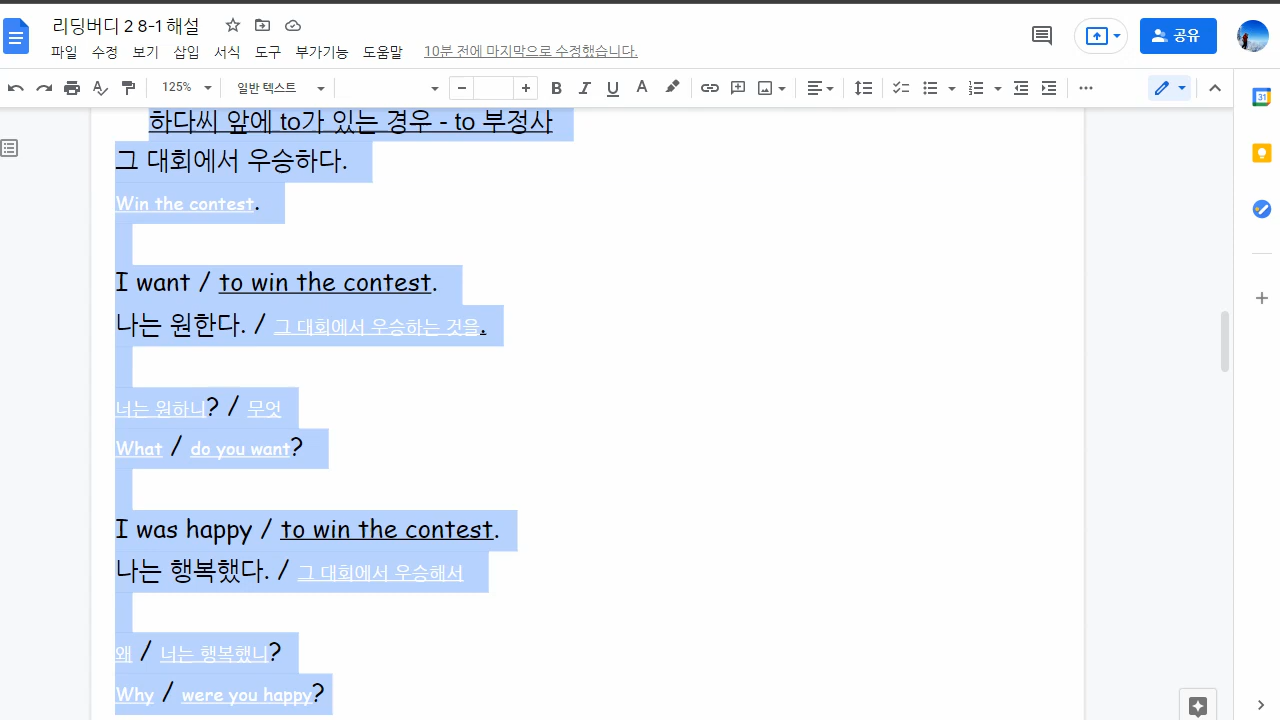 리딩버디 2 8-1 해설
파일 수정 보기 삽입 서식 도구 부가기능 도움말 10분 전에 마지막으로 수정했습니다.
공유
125% 일반 텍스트
하다씨 앞에 to가 있는 경우 - to 부정사
그 대회에서 우승하다.
Win the contest.
I want / to win the contest.
나는 원한다. / 그 대회에서 우승하는 것을.
너는 원하니? / 무엇
What / do you want?
I was happy / to win the contest.
나는 행복했다. / 그 대회에서 우승해서
왜 / 너는 행복했니?
Why / were you happy?